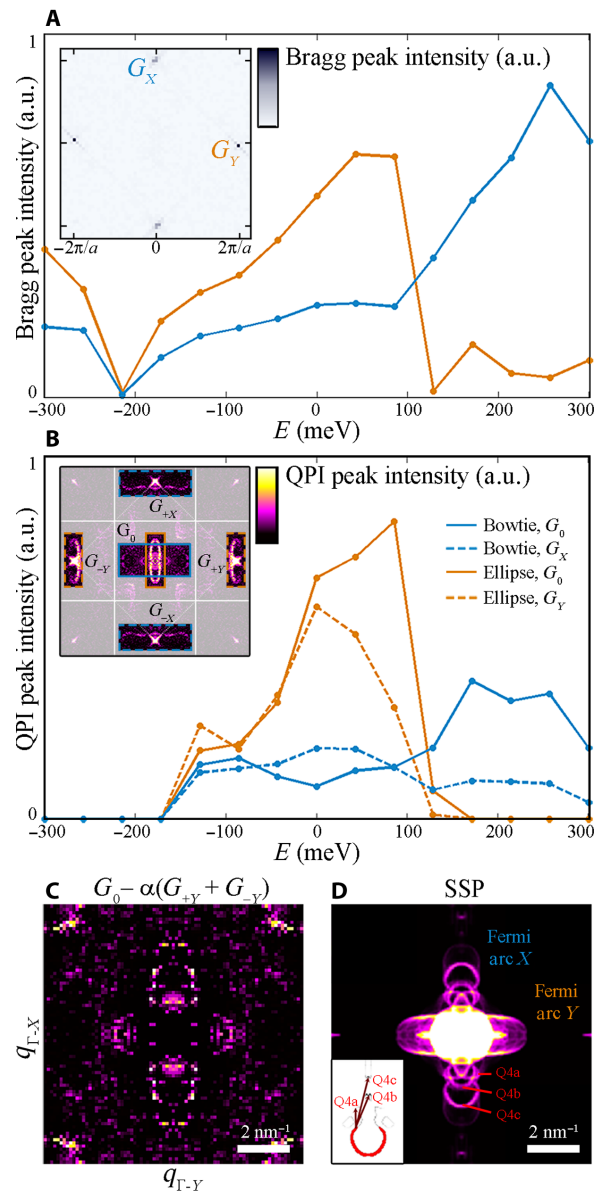 A
1
Bragg peak intensity (a.u.)
G_X
G_Y
−2π/a 0 2π/a
Bragg peak intensity (a.u.)
0
−300 −200 −100 0 100 200 300
E (meV)
B
1
QPI peak intensity (a.u.)
G_0
G_{+X}
G_{−Y}
G_{+Y}
G_{−X}
Bowtie, G_0
Bowtie, G_X
Ellipse, G_0
Ellipse, G_Y
QPI peak intensity (a.u.)
0
−300 −200 −100 0 100 200 300
E (meV)
C
G_0 − α(G_{+Y} + G_{−Y})
q_{Γ-X}
2 nm⁻¹
q_{Γ-Y}
D
SSP
Fermi
arc X
Fermi
arc Y
Q4a
Q4b
Q4c
Q4c
Q4a
Q4b
2 nm⁻¹